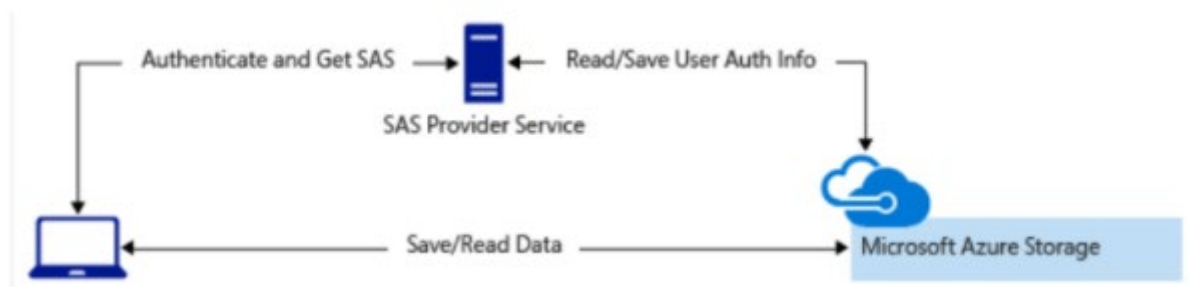 Authenticate and Get SAS
Read/Save User Auth Info
SAS Provider Service
Save/Read Data
Microsoft Azure Storage